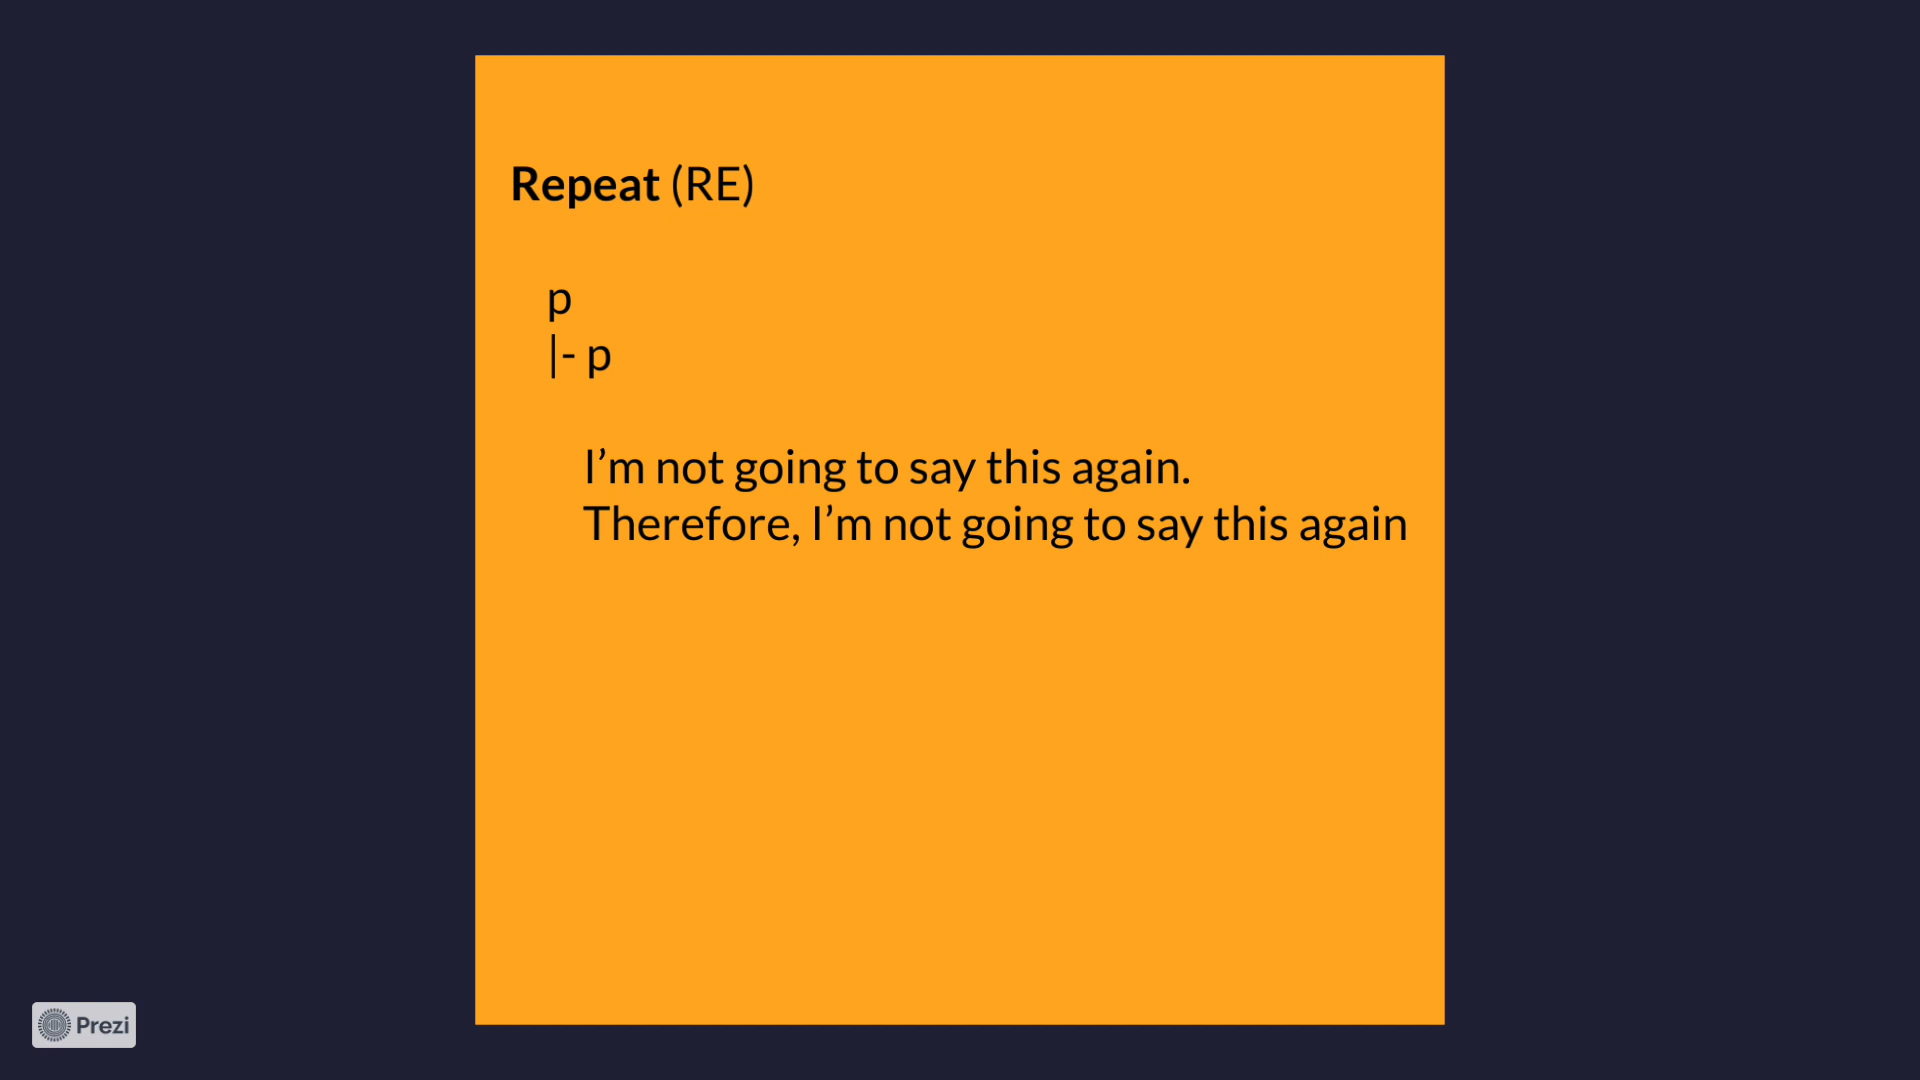 Repeat (RE)
p
|- p
I’m not going to say this again.
Therefore, I’m not going to say this again
Prezi